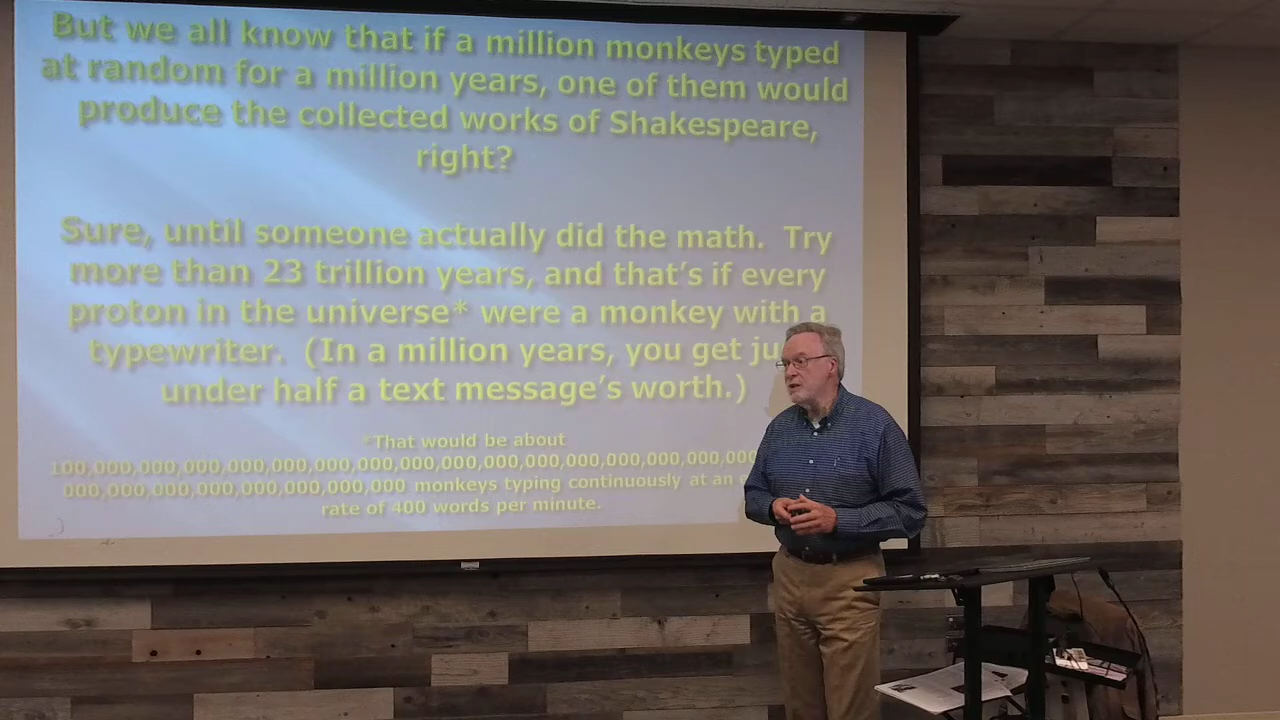 But we all know that if a million monkeys typed
at random for a million years, one of them would
produce the collected works of Shakespeare,
right?
Sure, until someone actually did the math. Try
more than 23 trillion years, and that's if every
proton in the universe* were a monkey with a
typewriter. (In a million years, you get
under half a text message's worth.)
*That would be about
100,000,000,000,000,000,000,000,000,000,000,000,000,000,000,000,000,000
000,000,000,000,000,000,000,000 monkeys typing continuously at an
rate of 400 words per minute.